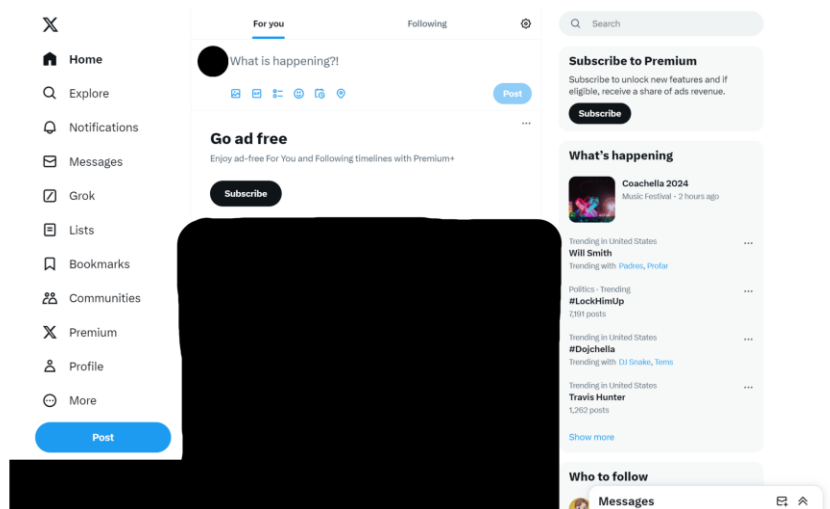 Home
Explore
Notifications
Messages
Grok
Lists
Bookmarks
Communities
Premium
Profile
More
Post
For you
Following
What is happening?!
Post
Go ad free
Enjoy ad-free For You and Following timelines with Premium+
Subscribe
Search
Subscribe to Premium
Subscribe to unlock new features and if
eligible, receive a share of ads revenue.
Subscribe
What's happening
Coachella 2024
Music Festival · 2 hours ago
Trending in United States
Will Smith
Trending with Padres, Profar
Politics · Trending
#LockHimUp
7,191 posts
Trending in United States
#Dojchella
Trending with DJ Snake, Tems
Trending in United States
Travis Hunter
1,262 posts
Show more
Who to follow
Messages